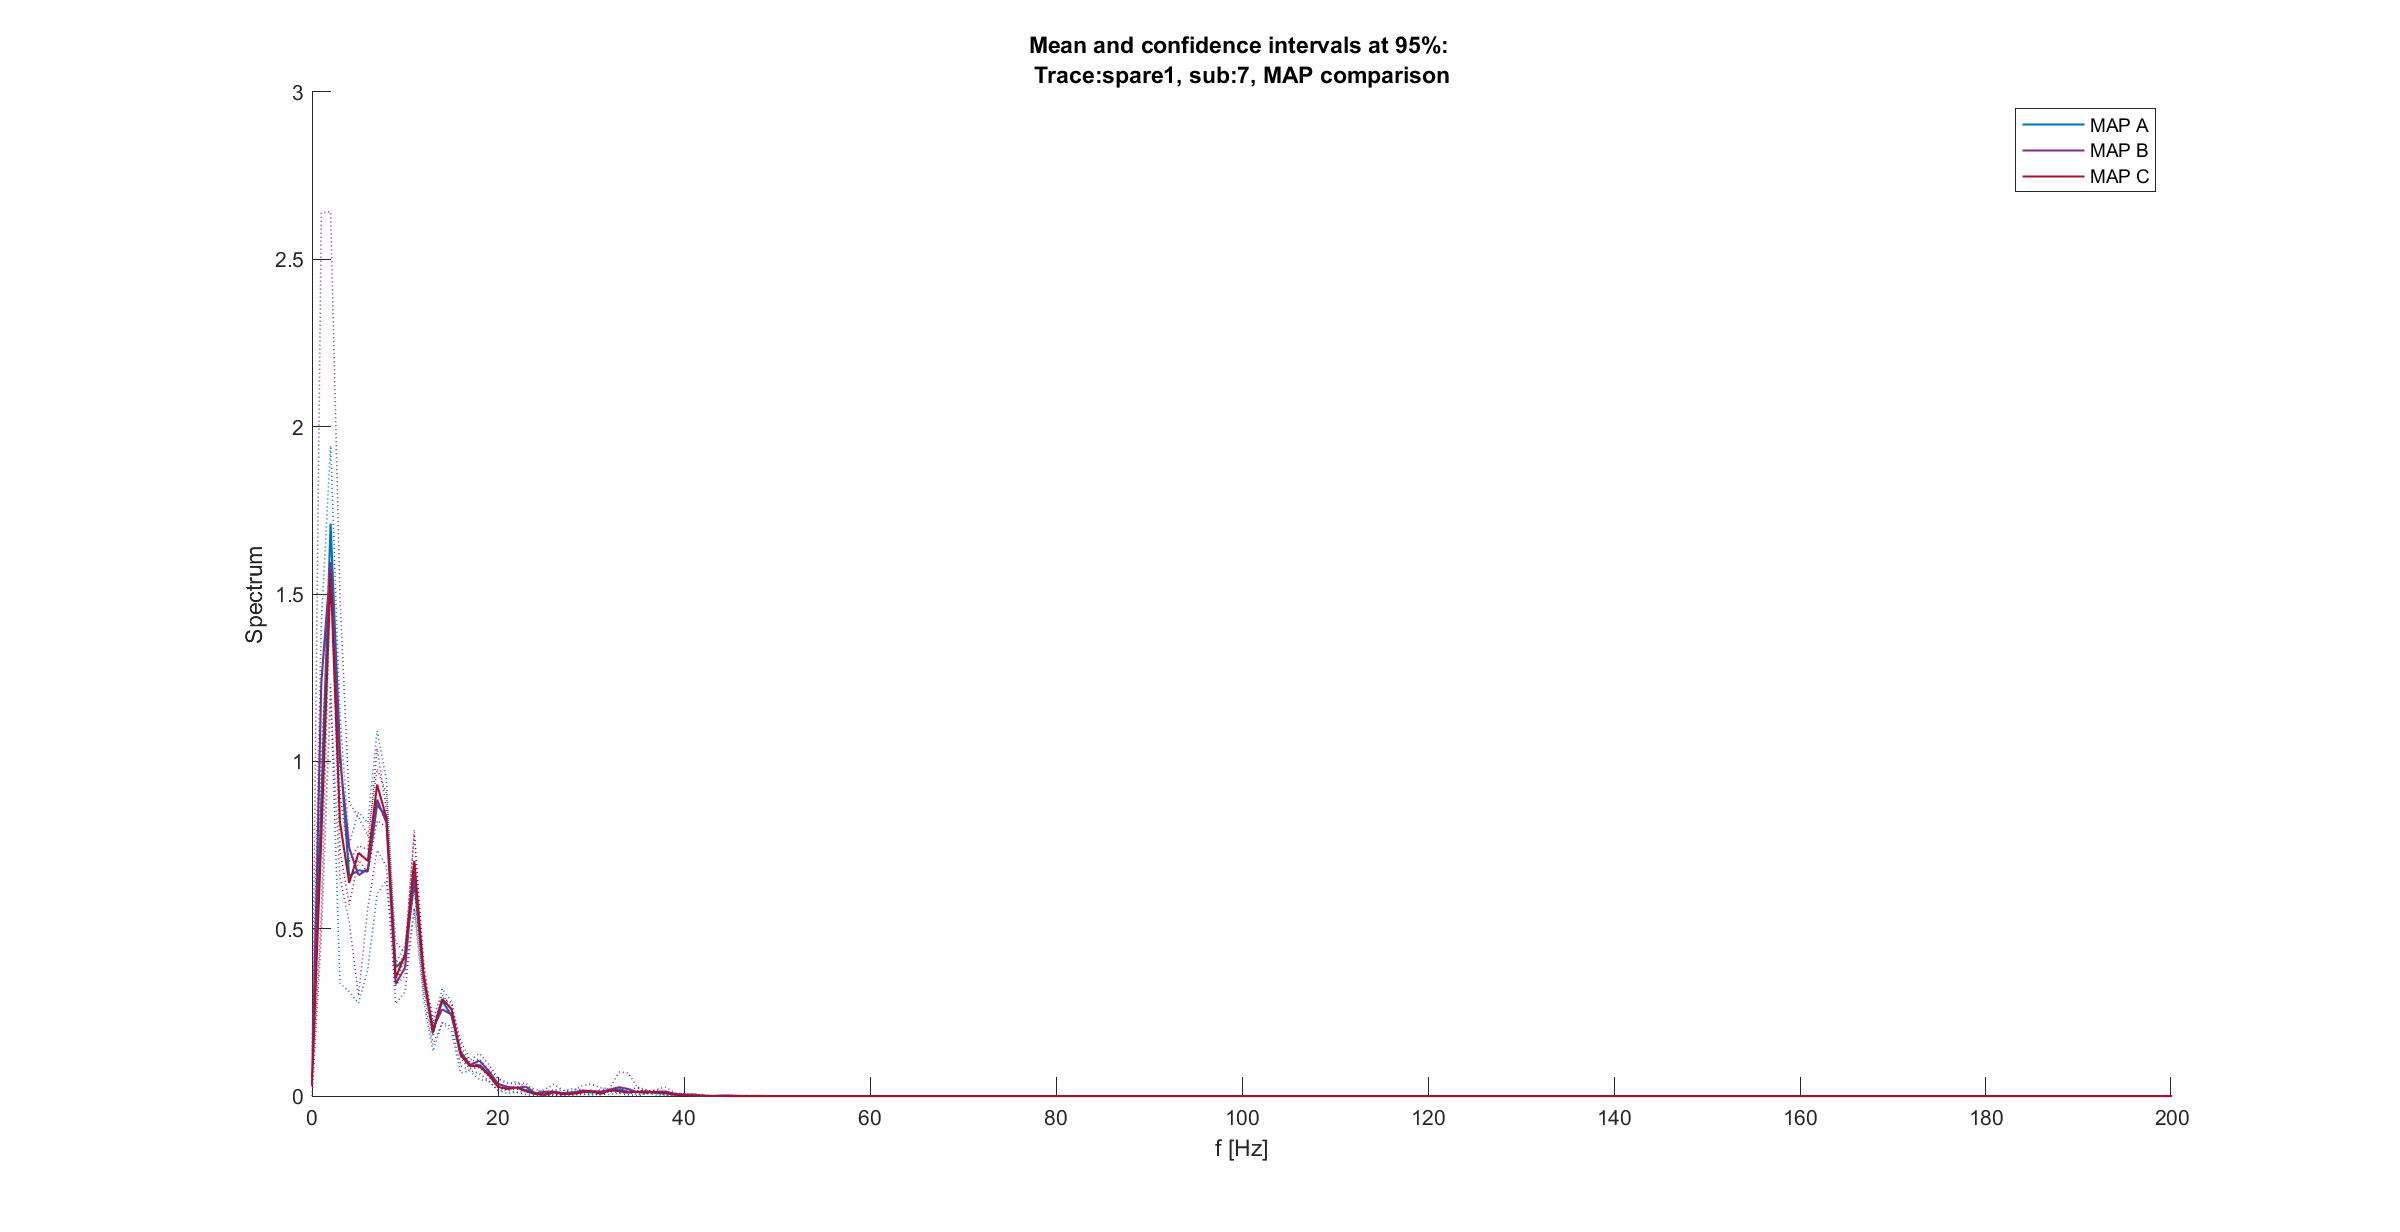 Mean and confidence intervals at 95%:
Trace:spare1, sub:7, MAP comparison
MAP A
MAP B
MAP C
3
2.5
2
1.5
1
0.5
0
Spectrum
0 20 40 60 80 100 120 140 160 180 200
f [Hz]